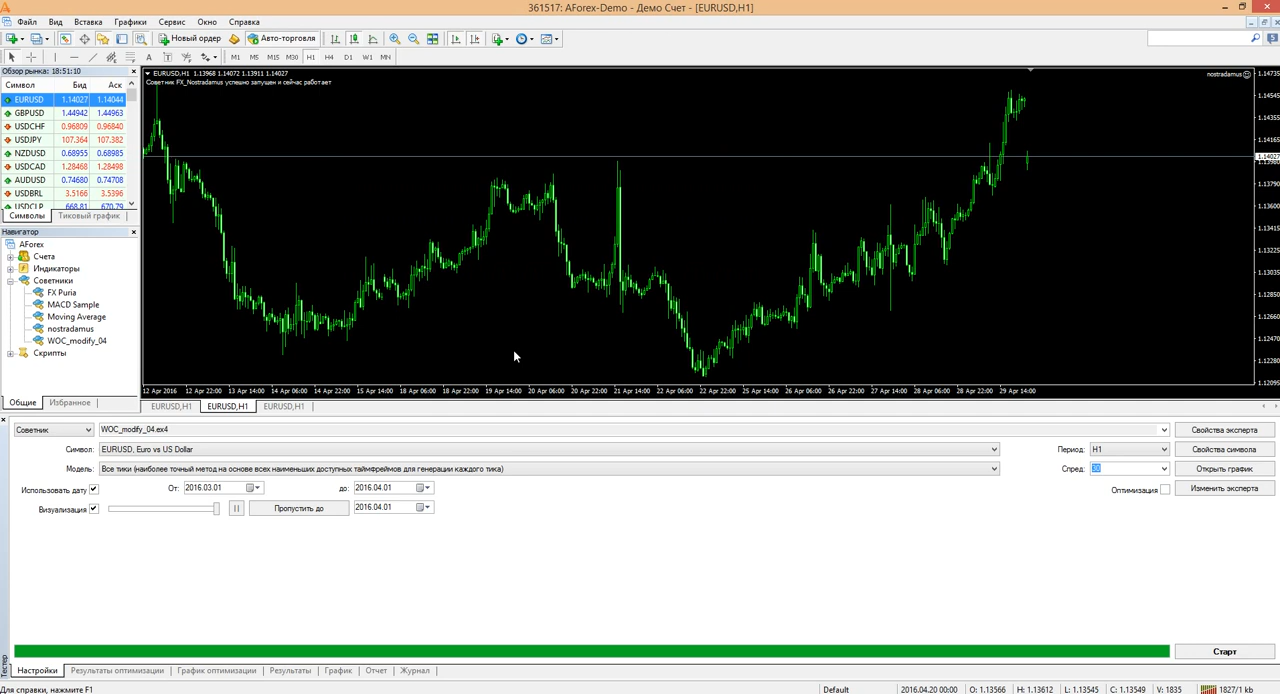 361517: AForex-Demo - Демо Счет - [EURUSD,H1]
Файл Вид Вставка Графики Сервис Окно Справка
Новый ордер Авто-торговля
A T M1 M5 M15 M30 H1 H4 D1 W1 MN
Обзор рынка: 18:51:10
Символ Бид Аск
EURUSD 1.14027 1.14044
GBPUSD 1.44942 1.44963
USDCHF 0.96809 0.96840
USDJPY 107.364 107.382
NZDUSD 0.68955 0.68985
USDCAD 1.28468 1.28498
AUDUSD 0.74680 0.74708
USDBRL 3.5166 3.5396
USDCLP 668.81 670.79
Символы Тиковый график
Навигатор
AForex
Счета
Индикаторы
Советники
FX Puria
MACD Sample
Moving Average
nostradamus
WOC_modify_04
Скрипты
Общие Избранное
EURUSD,H1 1.13968 1.14072 1.13911 1.14027
Советник FX_Nostradamus успешно запущен и сейчас работает
nostradamus
1.14735
1.14545
1.14355
1.14165
1.14027
1.13980
1.13790
1.13600
1.13415
1.13225
1.13035
1.12850
1.12660
1.12470
1.12280
1.12095
12 Apr 2016 12 Apr 22:00 13 Apr 14:00 14 Apr 06:00 14 Apr 22:00 15 Apr 14:00 18 Apr 06:00 18 Apr 22:00 19 Apr 14:00 20 Apr 06:00 20 Apr 22:00 21 Apr 14:00 22 Apr 06:00 22 Apr 22:00 25 Apr 14:00 26 Apr 06:00 26 Apr 22:00 27 Apr 14:00 28 Apr 06:00 28 Apr 22:00 29 Apr 14:00
EURUSD,H1 EURUSD,H1 EURUSD,H1
Советник WOC_modify_04.ex4 Свойства эксперта
Символ: EURUSD, Euro vs US Dollar Период: H1 Свойства символа
Модель: Все тики (наиболее точный метод на основе всех наименьших доступных таймфреймов для генерации каждого тика) Спред: 30 Открыть график
Использовать дату От: 2016.03.01 до: 2016.04.01 Оптимизация Изменить эксперта
Визуализация Пропустить до 2016.04.01
Старт
Тестер
Настройки Результаты оптимизации График оптимизации Результаты График Отчет Журнал
Для справки, нажмите F1 Default 2016.04.20 00:00 O: 1.13566 H: 1.13612 L: 1.13545 C: 1.13549 V: 1835 1827/1 kb